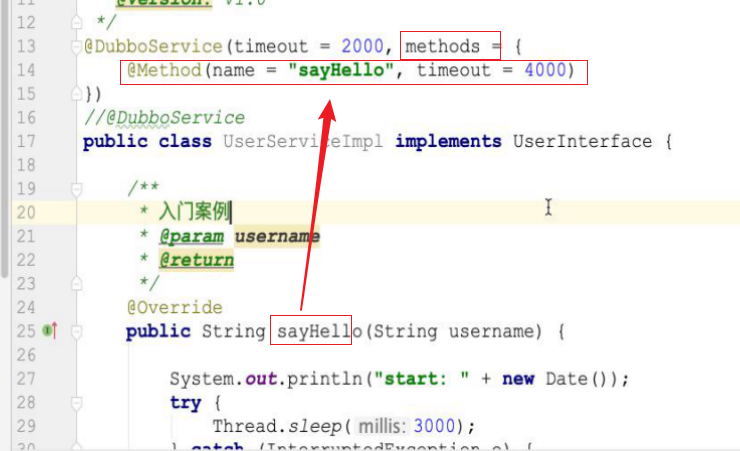 11 @version: v1.0
12 */
13 @DubboService(timeout = 2000, methods = {
14 @Method(name = "sayHello", timeout = 4000)
15 })
16 //@DubboService
17 public class UserServiceImpl implements UserInterface {
18
19 /**
20 * 入门案例
21 * @param username
22 * @return
23 */
24 @Override
25 public String sayHello(String username) {
26
27 System.out.println("start: " + new Date());
28 try {
29 Thread.sleep( millis: 3000);
30 } catch (InterruptedException e) {